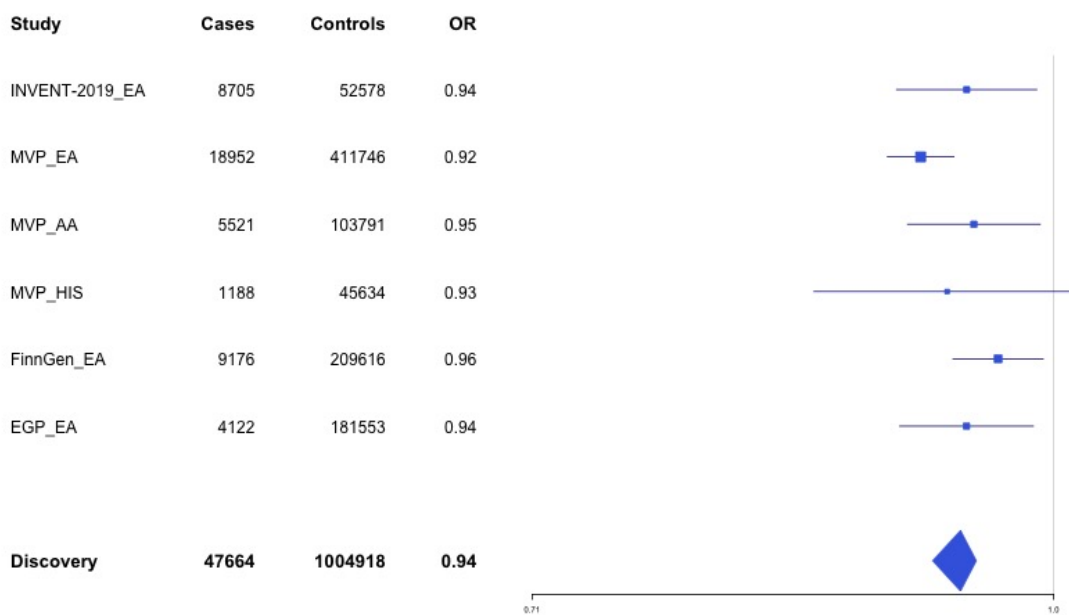 Study Cases Controls OR
INVENT-2019_EA 8705 52578 0.94
MVP_EA 18952 411746 0.92
MVP_AA 5521 103791 0.95
MVP_HIS 1188 45634 0.93
FinnGen_EA 9176 209616 0.96
EGP_EA 4122 181553 0.94
Discovery 47664 1004918 0.94
0.71 1.0